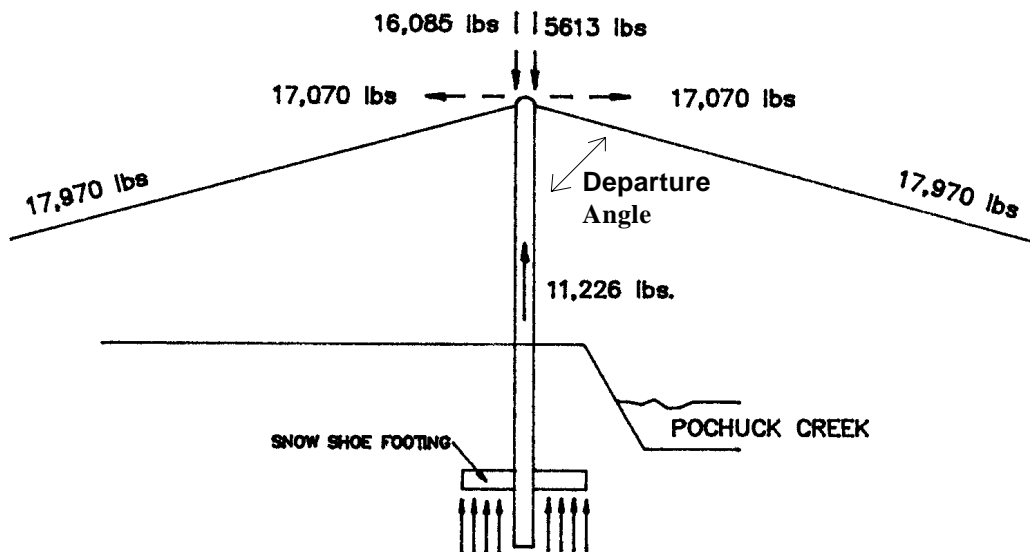 16,085 lbs 5613 lbs
17,070 lbs 17,070 lbs
17,970 lbs
Departure
Angle
17,970 lbs
11,226 lbs.
POCHUCK CREEK
SNOW SHOE FOOTING